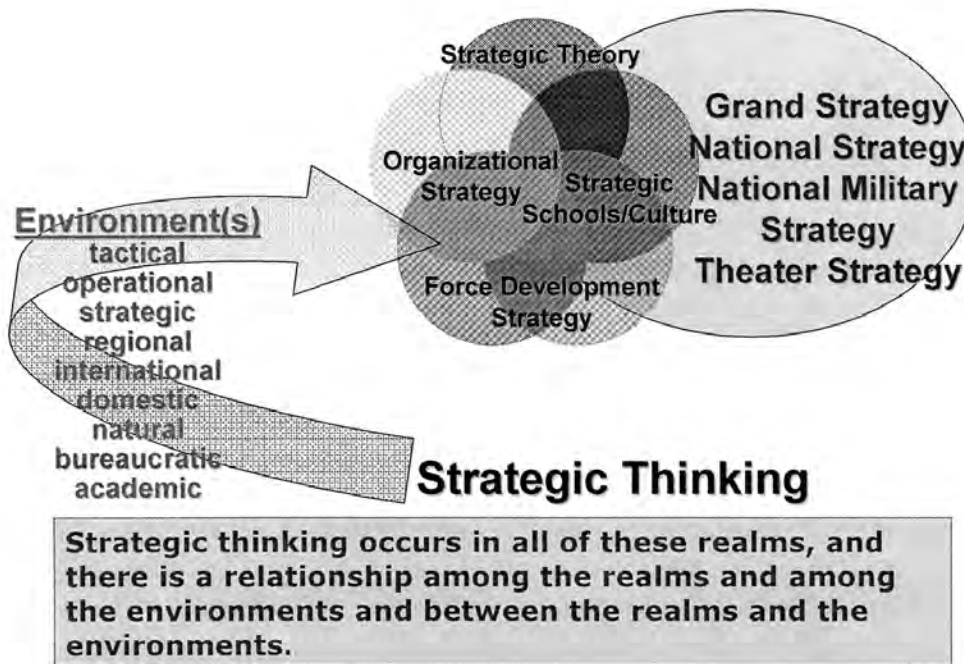 Strategic Theory
Organizational
Strategy
Strategic
Schools/Culture
Force Development
Strategy
Grand Strategy
National Strategy
National Military
Strategy
Theater Strategy
Environment(s)
tactical
operational
strategic
regional
international
domestic
natural
bureaucratic
academic
Strategic Thinking
Strategic thinking occurs in all of these realms, and
there is a relationship among the realms and among
the environments and between the realms and the
environments.